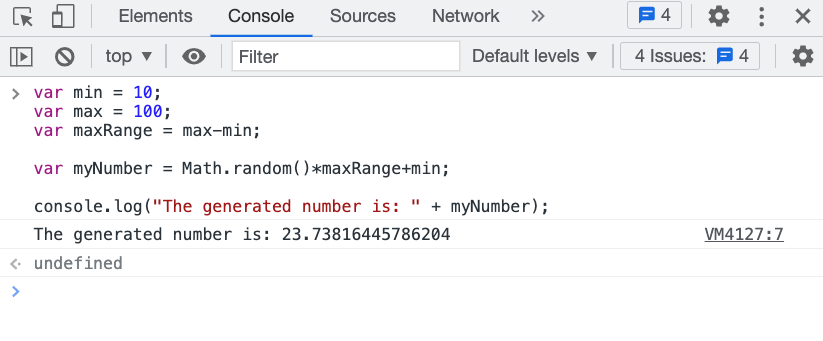 Elements Console Sources Network » 4
top ▼ Filter Default levels ▼ 4 Issues: 4
> var min = 10;
var max = 100;
var maxRange = max-min;
var myNumber = Math.random()*maxRange+min;
console.log("The generated number is: " + myNumber);
The generated number is: 23.73816445786204 VM4127:7
undefined
>